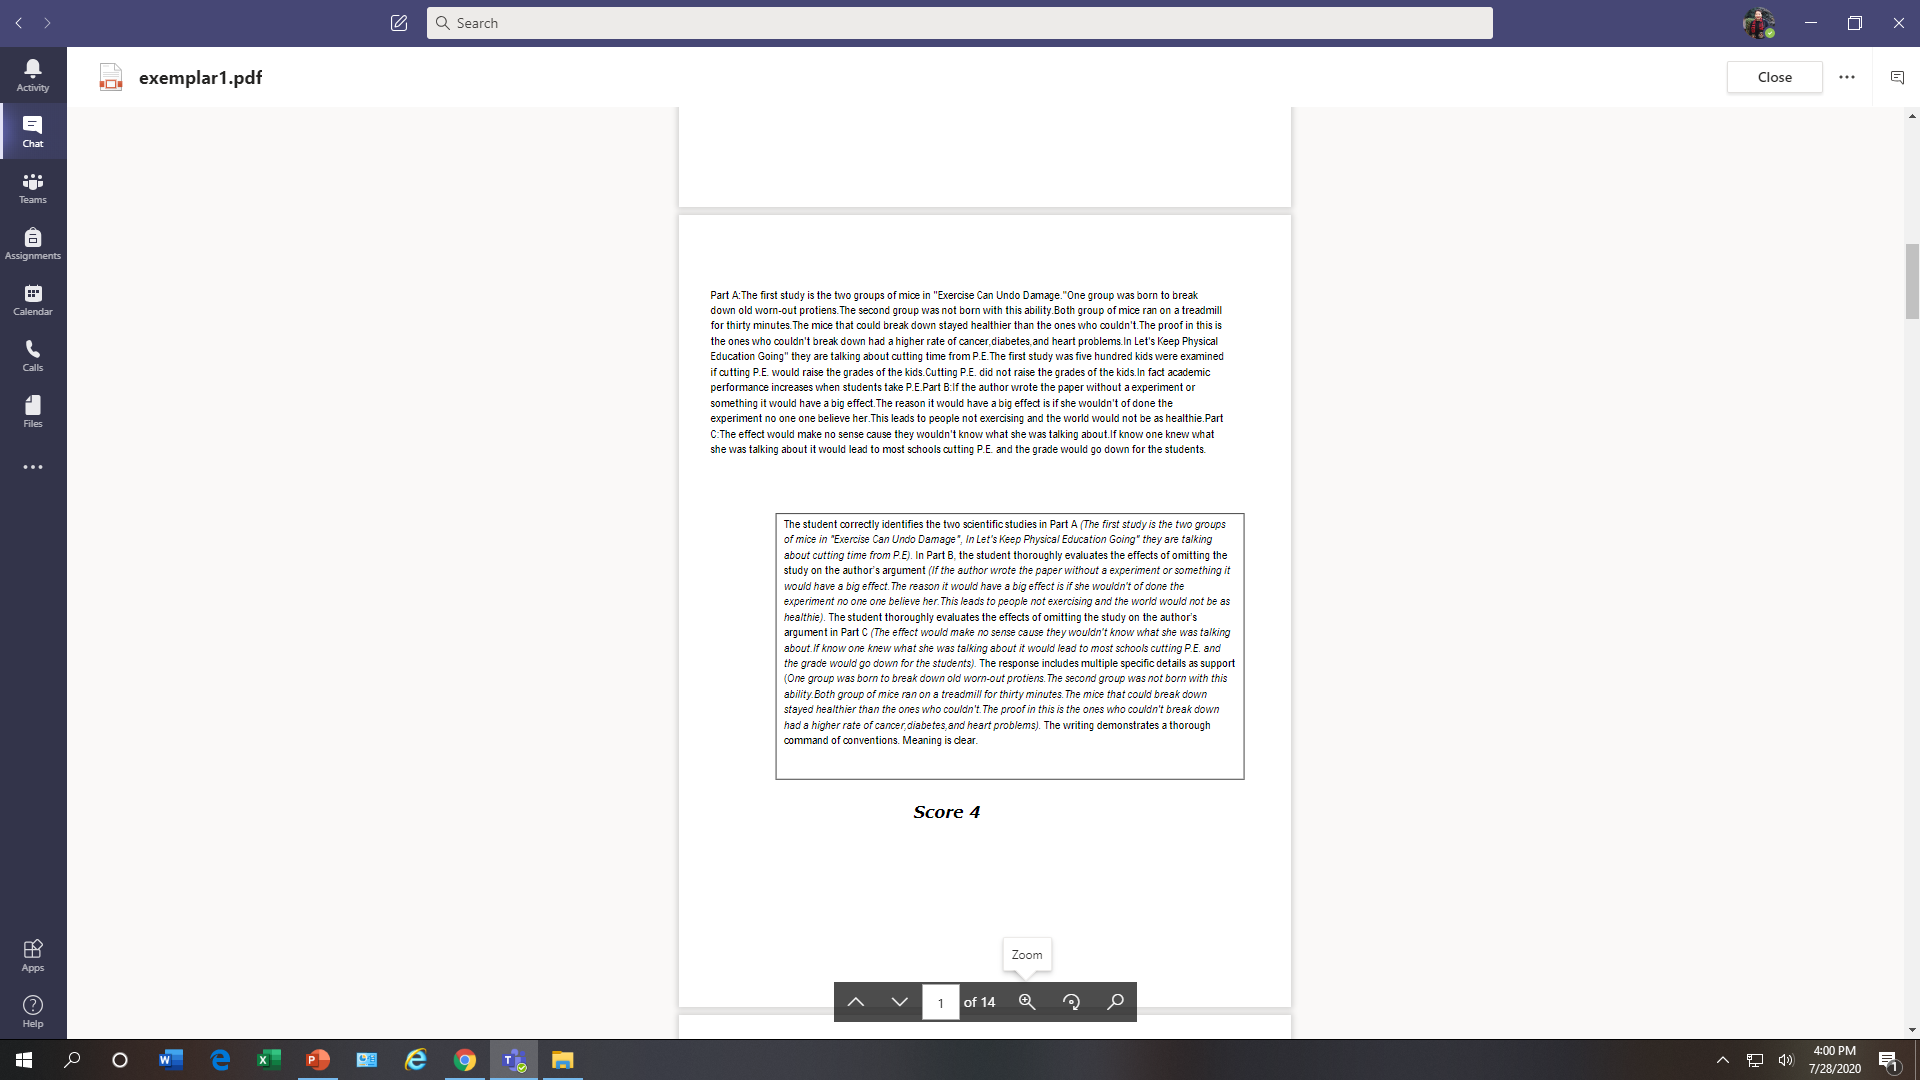 Search
exemplar1.pdf
Close
Activity
Chat
Teams
Assignments
Calendar
Calls
Files
Apps
Help
Part A:The first study is the two groups of mice in "Exercise Can Undo Damage."One group was born to break
down old worn-out protiens.The second group was not born with this ability.Both group of mice ran on a treadmill
for thirty minutes.The mice that could break down stayed healthier than the ones who couldn't.The proof in this is
the ones who couldn't break down had a higher rate of cancer,diabetes,and heart problems.In Let's Keep Physical
Education Going" they are talking about cutting time from P.E.The first study was five hundred kids were examined
if cutting P.E. would raise the grades of the kids.Cutting P.E. did not raise the grades of the kids.In fact academic
performance increases when students take P.E.Part B:If the author wrote the paper without a experiment or
something it would have a big effect.The reason it would have a big effect is if she wouldn't of done the
experiment no one one believe her.This leads to people not exercising and the world would not be as healthie.Part
C:The effect would make no sense cause they wouldn't know what she was talking about.If know one knew what
she was talking about it would lead to most schools cutting P.E. and the grade would go down for the students.
The student correctly identifies the two scientific studies in Part A (The first study is the two groups
of mice in "Exercise Can Undo Damage", In Let's Keep Physical Education Going" they are talking
about cutting time from P.E). In Part B, the student thoroughly evaluates the effects of omitting the
study on the author's argument (If the author wrote the paper without a experiment or something it
would have a big effect.The reason it would have a big effect is if she wouldn't of done the
experiment no one one believe her.This leads to people not exercising and the world would not be as
healthie). The student thoroughly evaluates the effects of omitting the study on the author's
argument in Part C (The effect would make no sense cause they wouldn't know what she was talking
about.If know one knew what she was talking about it would lead to most schools cutting P.E. and
the grade would go down for the students). The response includes multiple specific details as support
(One group was born to break down old worn-out protiens.The second group was not born with this
ability.Both group of mice ran on a treadmill for thirty minutes.The mice that could break down
stayed healthier than the ones who couldn't.The proof in this is the ones who couldn't break down
had a higher rate of cancer,diabetes,and heart problems). The writing demonstrates a thorough
command of conventions. Meaning is clear.
Score 4
Zoom
1 of 14
4:00 PM
7/28/2020
1